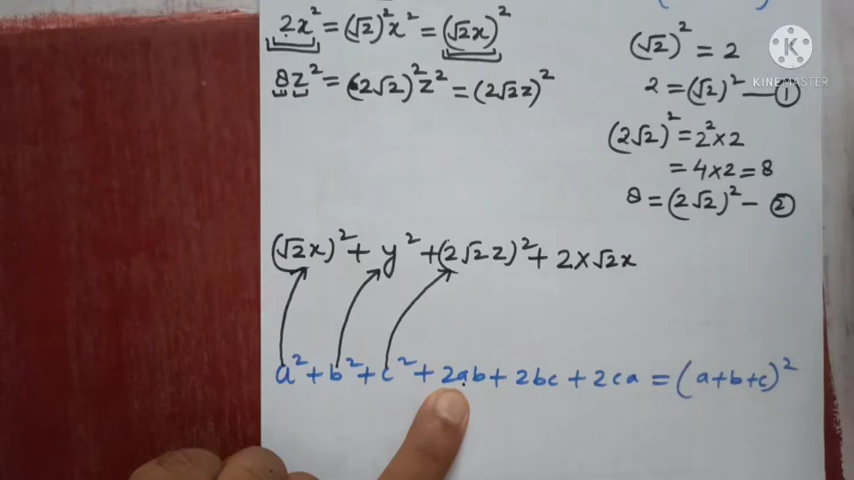 2x² = (√2)²x² = (√2x)²
8z² = (2√2)²z² = (2√2z)²
(√2)² = 2
2 = (√2)² — ①
(2√2)² = 2² × 2
= 4 × 2 = 8
8 = (2√2)² - ②
(√2x)² + y² + (2√2z)² + 2 × √2x
a² + b² + c² + 2ab + 2bc + 2ca = (a+b+c)²
K
KINEMASTER